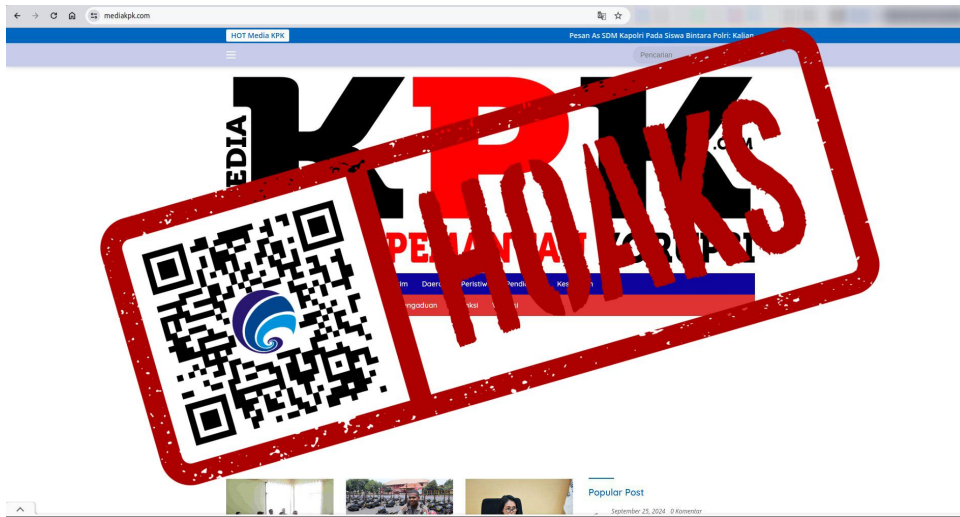 mediakpk.com
HOT Media KPK
Pesan As SDM Kapolri Pada Siswa Bintara Polri: Kalian
Pencarian
MEDIA
KPK
.COM
HOAKS
Popular Post
September 25, 2024 0 Komentar